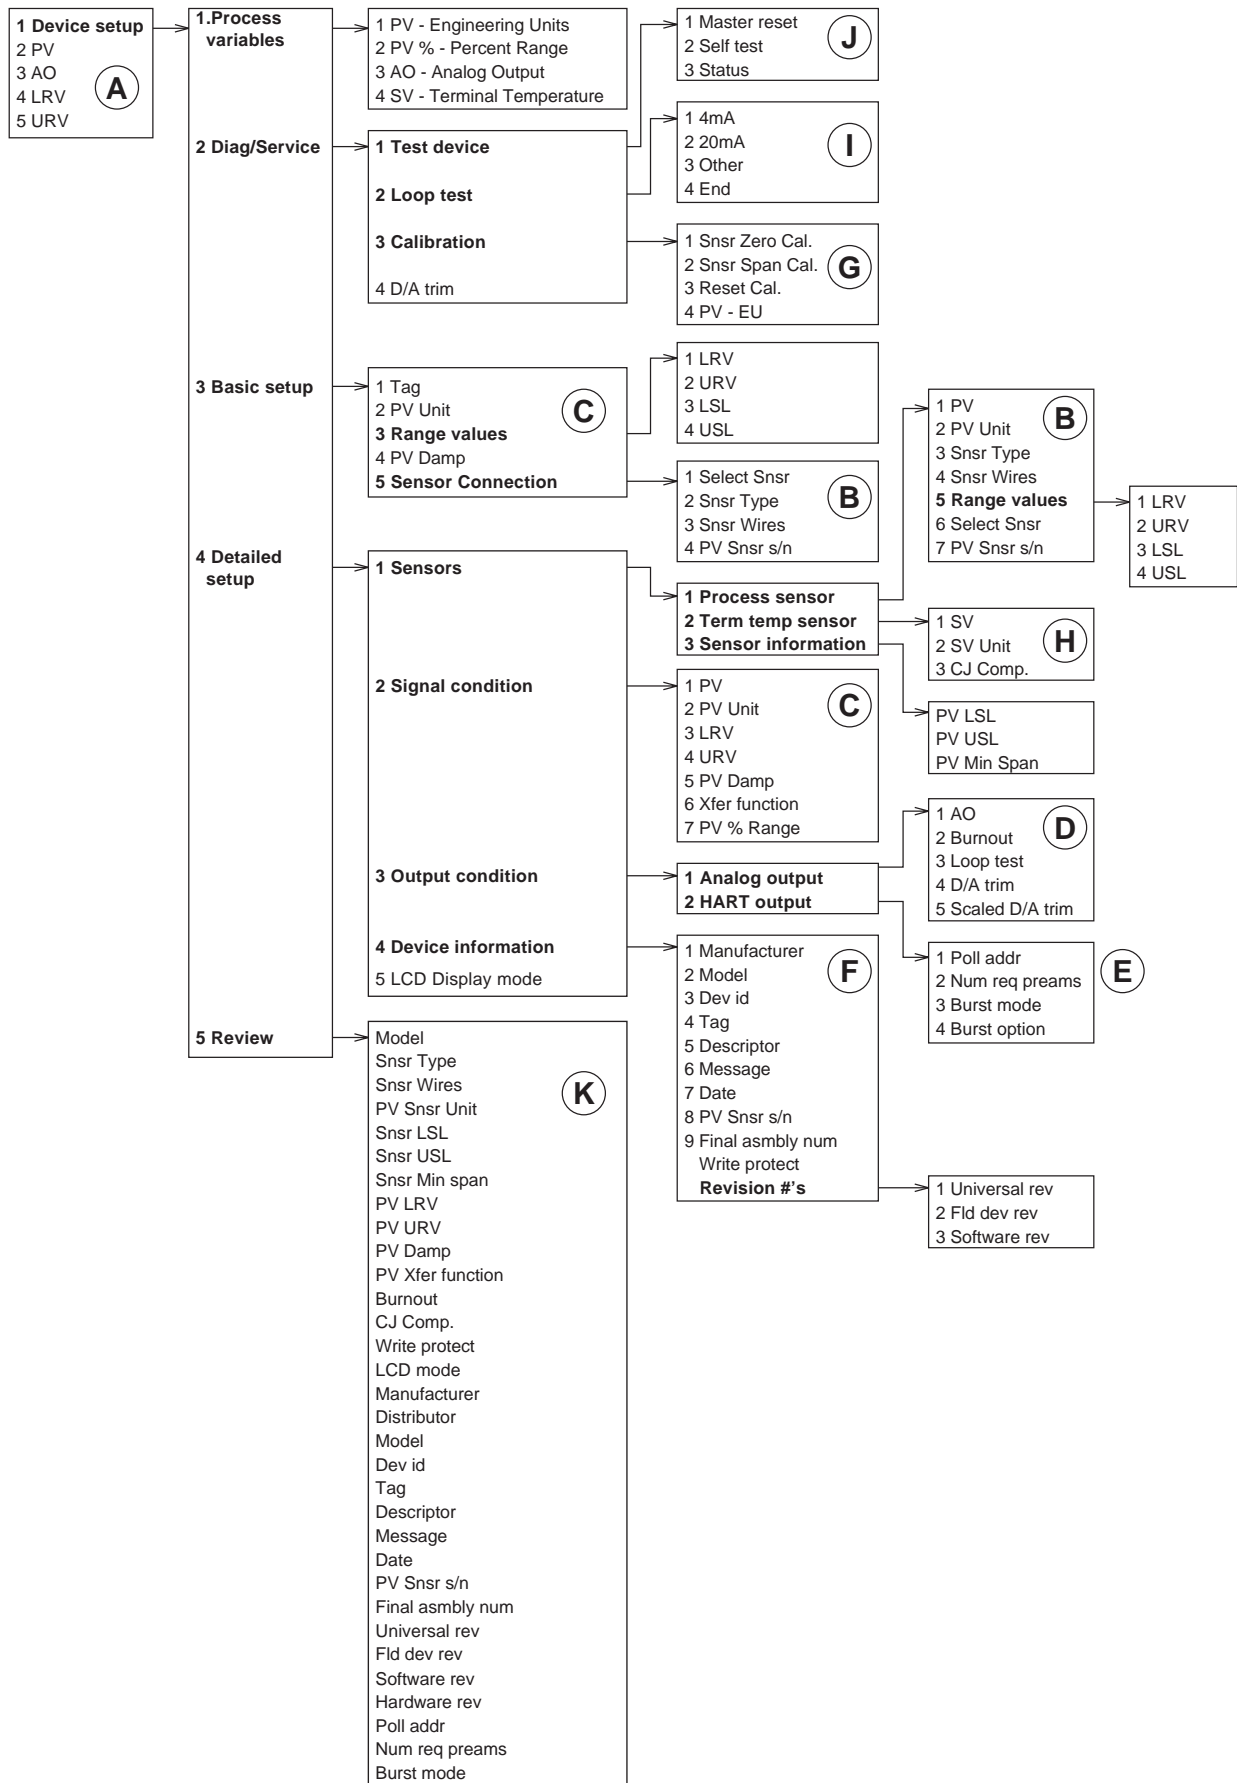 1 Device setup
2 PV
3 AO
4 LRV
5 URV
A
1.Process
variables
2 Diag/Service
3 Basic setup
4 Detailed
setup
5 Review
1 PV - Engineering Units
2 PV % - Percent Range
3 AO - Analog Output
4 SV - Terminal Temperature
1 Test device
2 Loop test
3 Calibration
4 D/A trim
1 Master reset
2 Self test
3 Status
J
1 4mA
2 20mA
3 Other
4 End
I
1 Snsr Zero Cal.
2 Snsr Span Cal.
3 Reset Cal.
4 PV - EU
G
1 Tag
2 PV Unit
3 Range values
4 PV Damp
5 Sensor Connection
C
1 LRV
2 URV
3 LSL
4 USL
1 Select Snsr
2 Snsr Type
3 Snsr Wires
4 PV Snsr s/n
B
1 Sensors
2 Signal condition
3 Output condition
4 Device information
5 LCD Display mode
1 Process sensor
2 Term temp sensor
3 Sensor information
1 PV
2 PV Unit
3 Snsr Type
4 Snsr Wires
5 Range values
6 Select Snsr
7 PV Snsr s/n
B
1 LRV
2 URV
3 LSL
4 USL
1 SV
2 SV Unit
3 CJ Comp.
H
PV LSL
PV USL
PV Min Span
1 PV
2 PV Unit
3 LRV
4 URV
5 PV Damp
6 Xfer function
7 PV % Range
C
1 Analog output
2 HART output
1 AO
2 Burnout
3 Loop test
4 D/A trim
5 Scaled D/A trim
D
1 Poll addr
2 Num req preams
3 Burst mode
4 Burst option
E
1 Manufacturer
2 Model
3 Dev id
4 Tag
5 Descriptor
6 Message
7 Date
8 PV Snsr s/n
9 Final asmbly num
Write protect
Revision #'s
F
1 Universal rev
2 Fld dev rev
3 Software rev
Model
Snsr Type
Snsr Wires
PV Snsr Unit
Snsr LSL
Snsr USL
Snsr Min span
PV LRV
PV URV
PV Damp
PV Xfer function
Burnout
CJ Comp.
Write protect
LCD mode
Manufacturer
Distributor
Model
Dev id
Tag
Descriptor
Message
Date
PV Snsr s/n
Final asmbly num
Universal rev
Fld dev rev
Software rev
Hardware rev
Poll addr
Num req preams
Burst mode
K